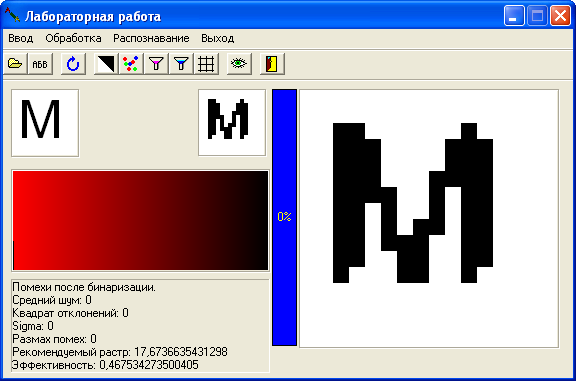 Лабораторная работа
Ввод Обработка Распознавание Выход
АБВ
М
М
0%
М
Помехи после бинаризации.
Средний шум: 0
Квадрат отклонений: 0
Sigma: 0
Размах помех: 0
Рекомендуемый растр: 17,6736635431298
Эффективность: 0,467534273500405